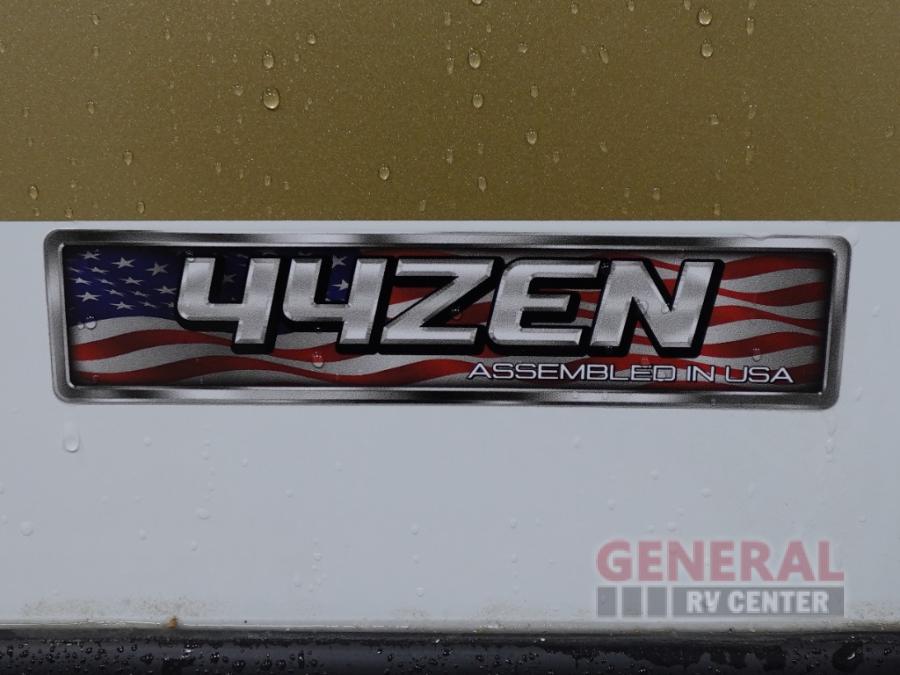 44ZEN
ASSEMBLED IN USA
GENERAL
RV CENTER